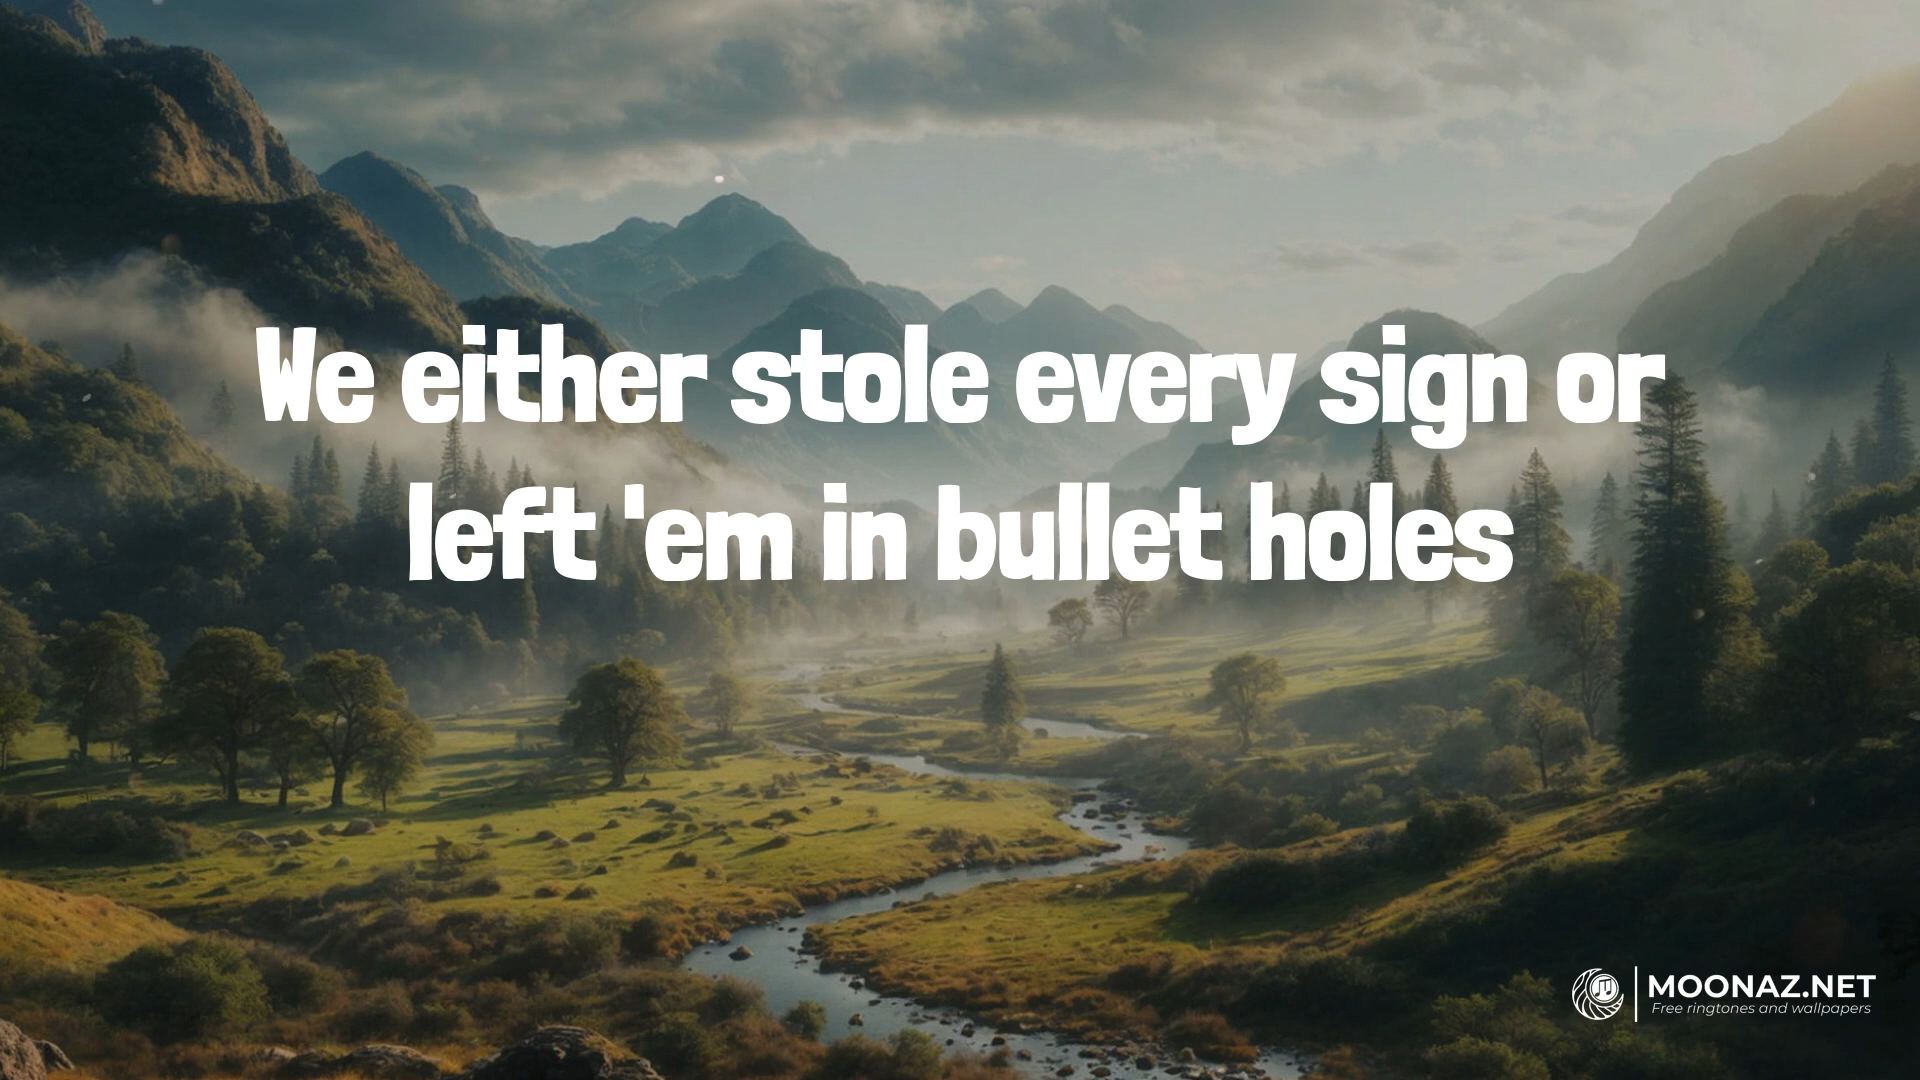 We either stole every sign or
left 'em in bullet holes
MOONAZ.NET
Free ringtones and wallpapers